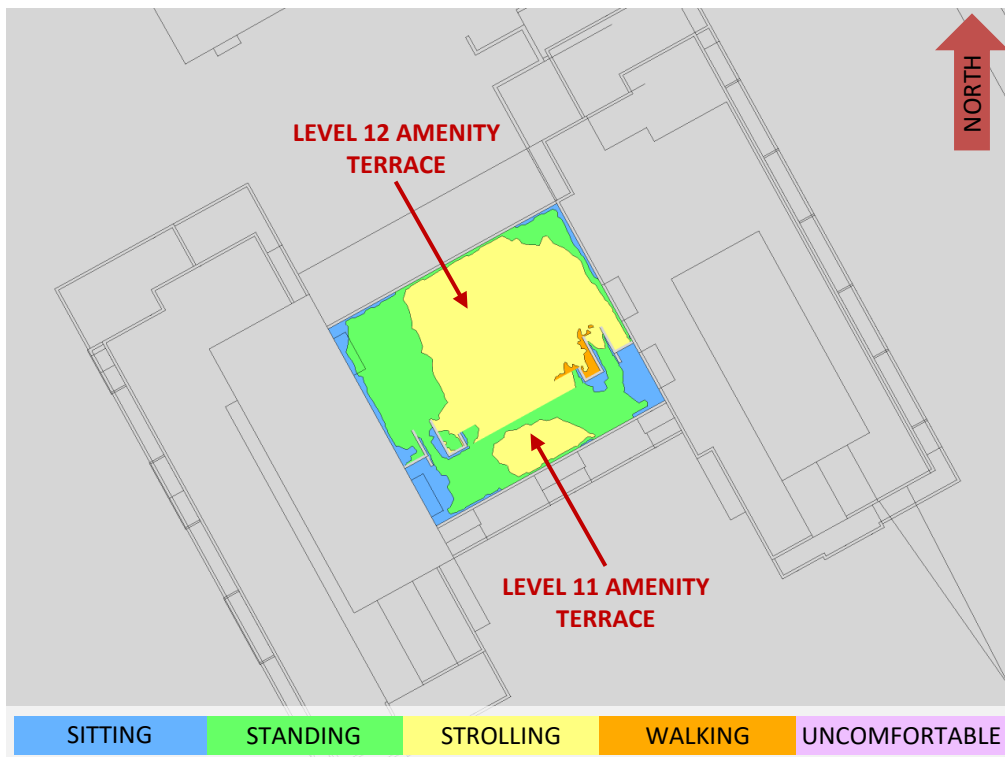 NORTH
LEVEL 12 AMENITY
TERRACE
LEVEL 11 AMENITY
TERRACE
SITTING
STANDING
STROLLING
WALKING
UNCOMFORTABLE